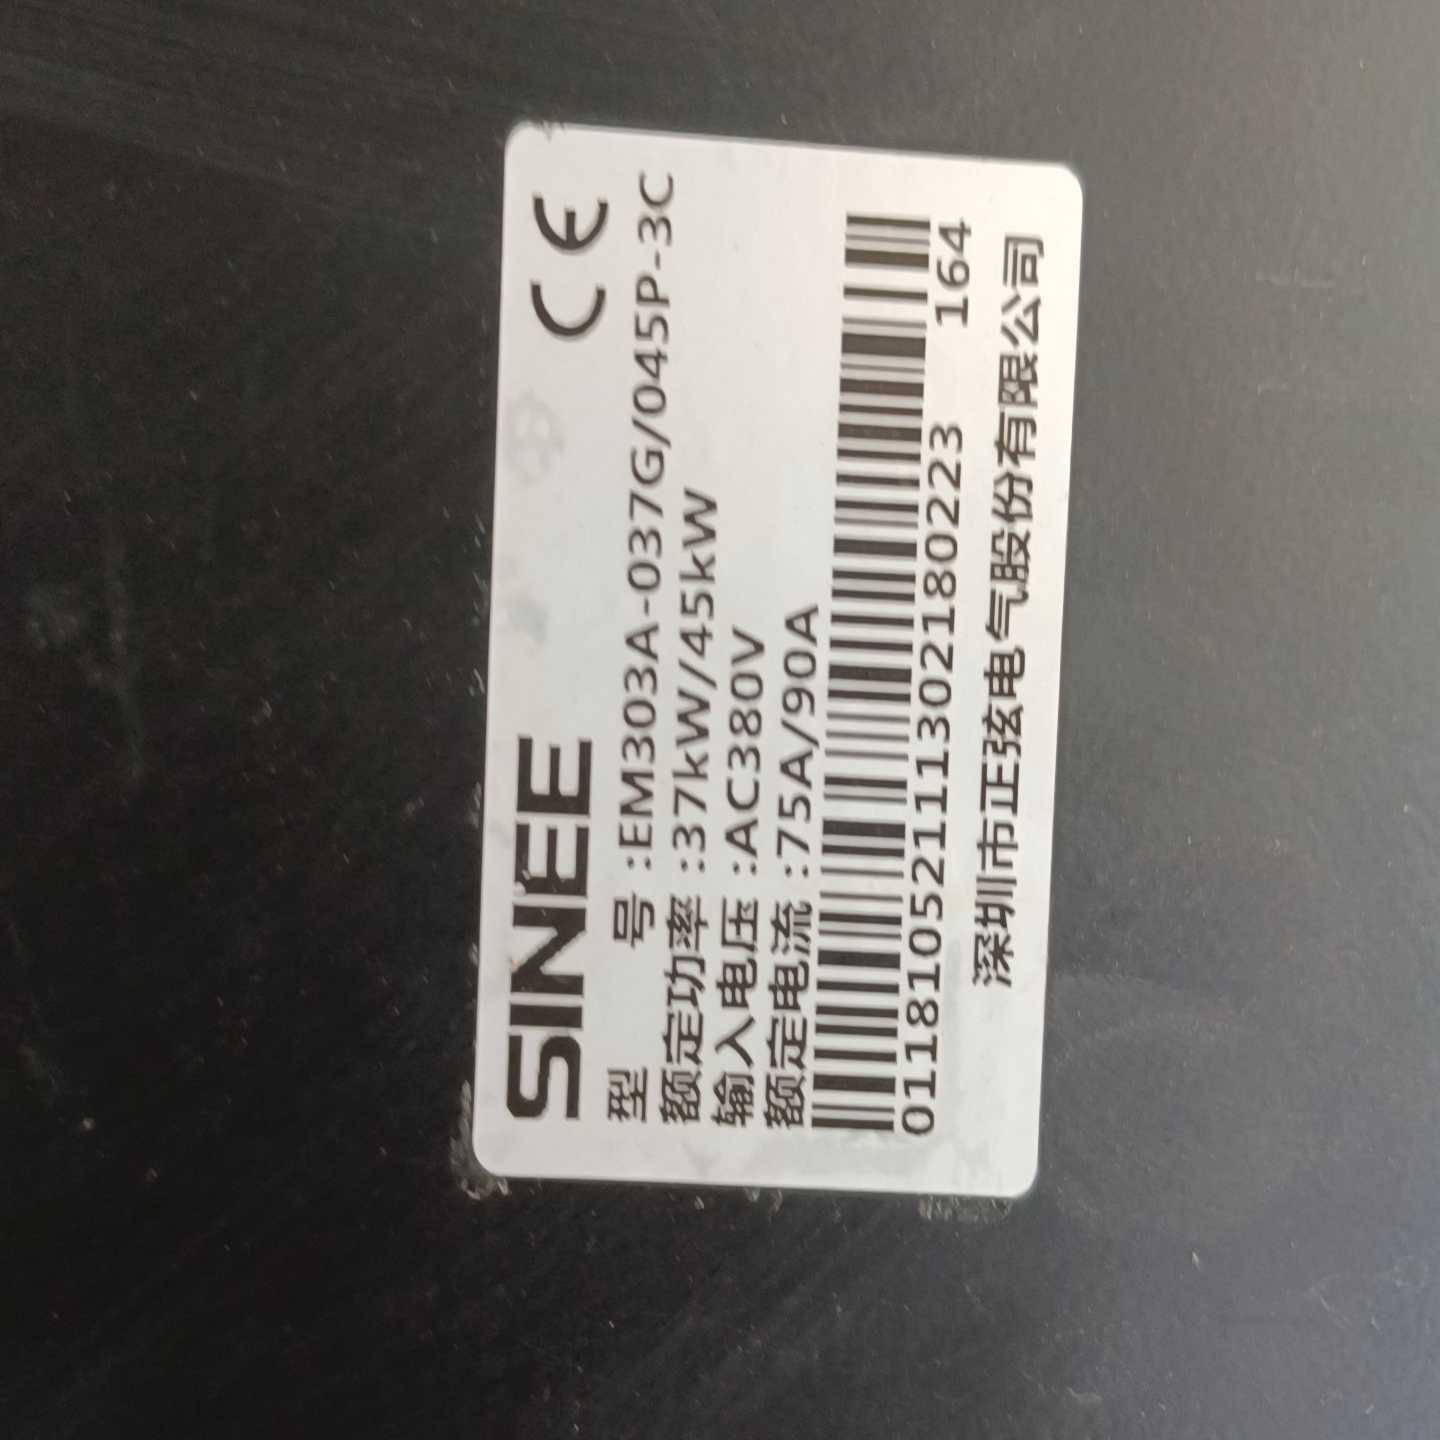 SINEE CE
型 号 :EM303A-037G/045P-3C
额定功率 :37kW/45kW
输入电压 :AC380V
额定电流 :75A/90A
01181052111302180223 164
深圳市正弦电气股份有限公司